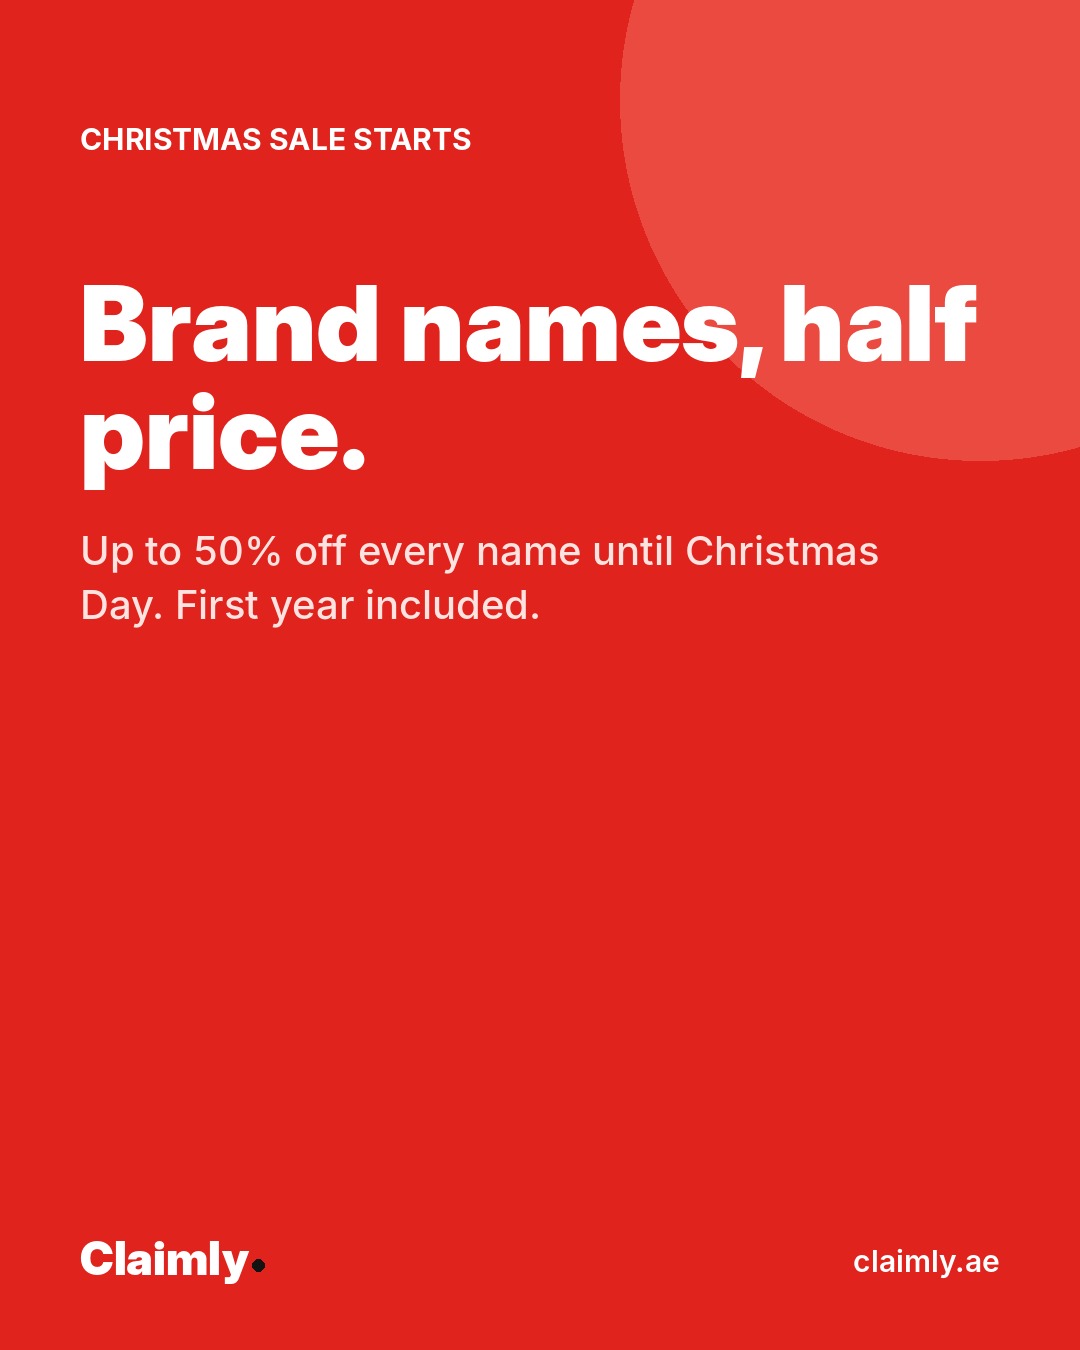 CHRISTMAS SALE STARTS
Brand names, half
price.
Up to 50% off every name until Christmas
Day. First year included.
Claimly.
claimly.ae